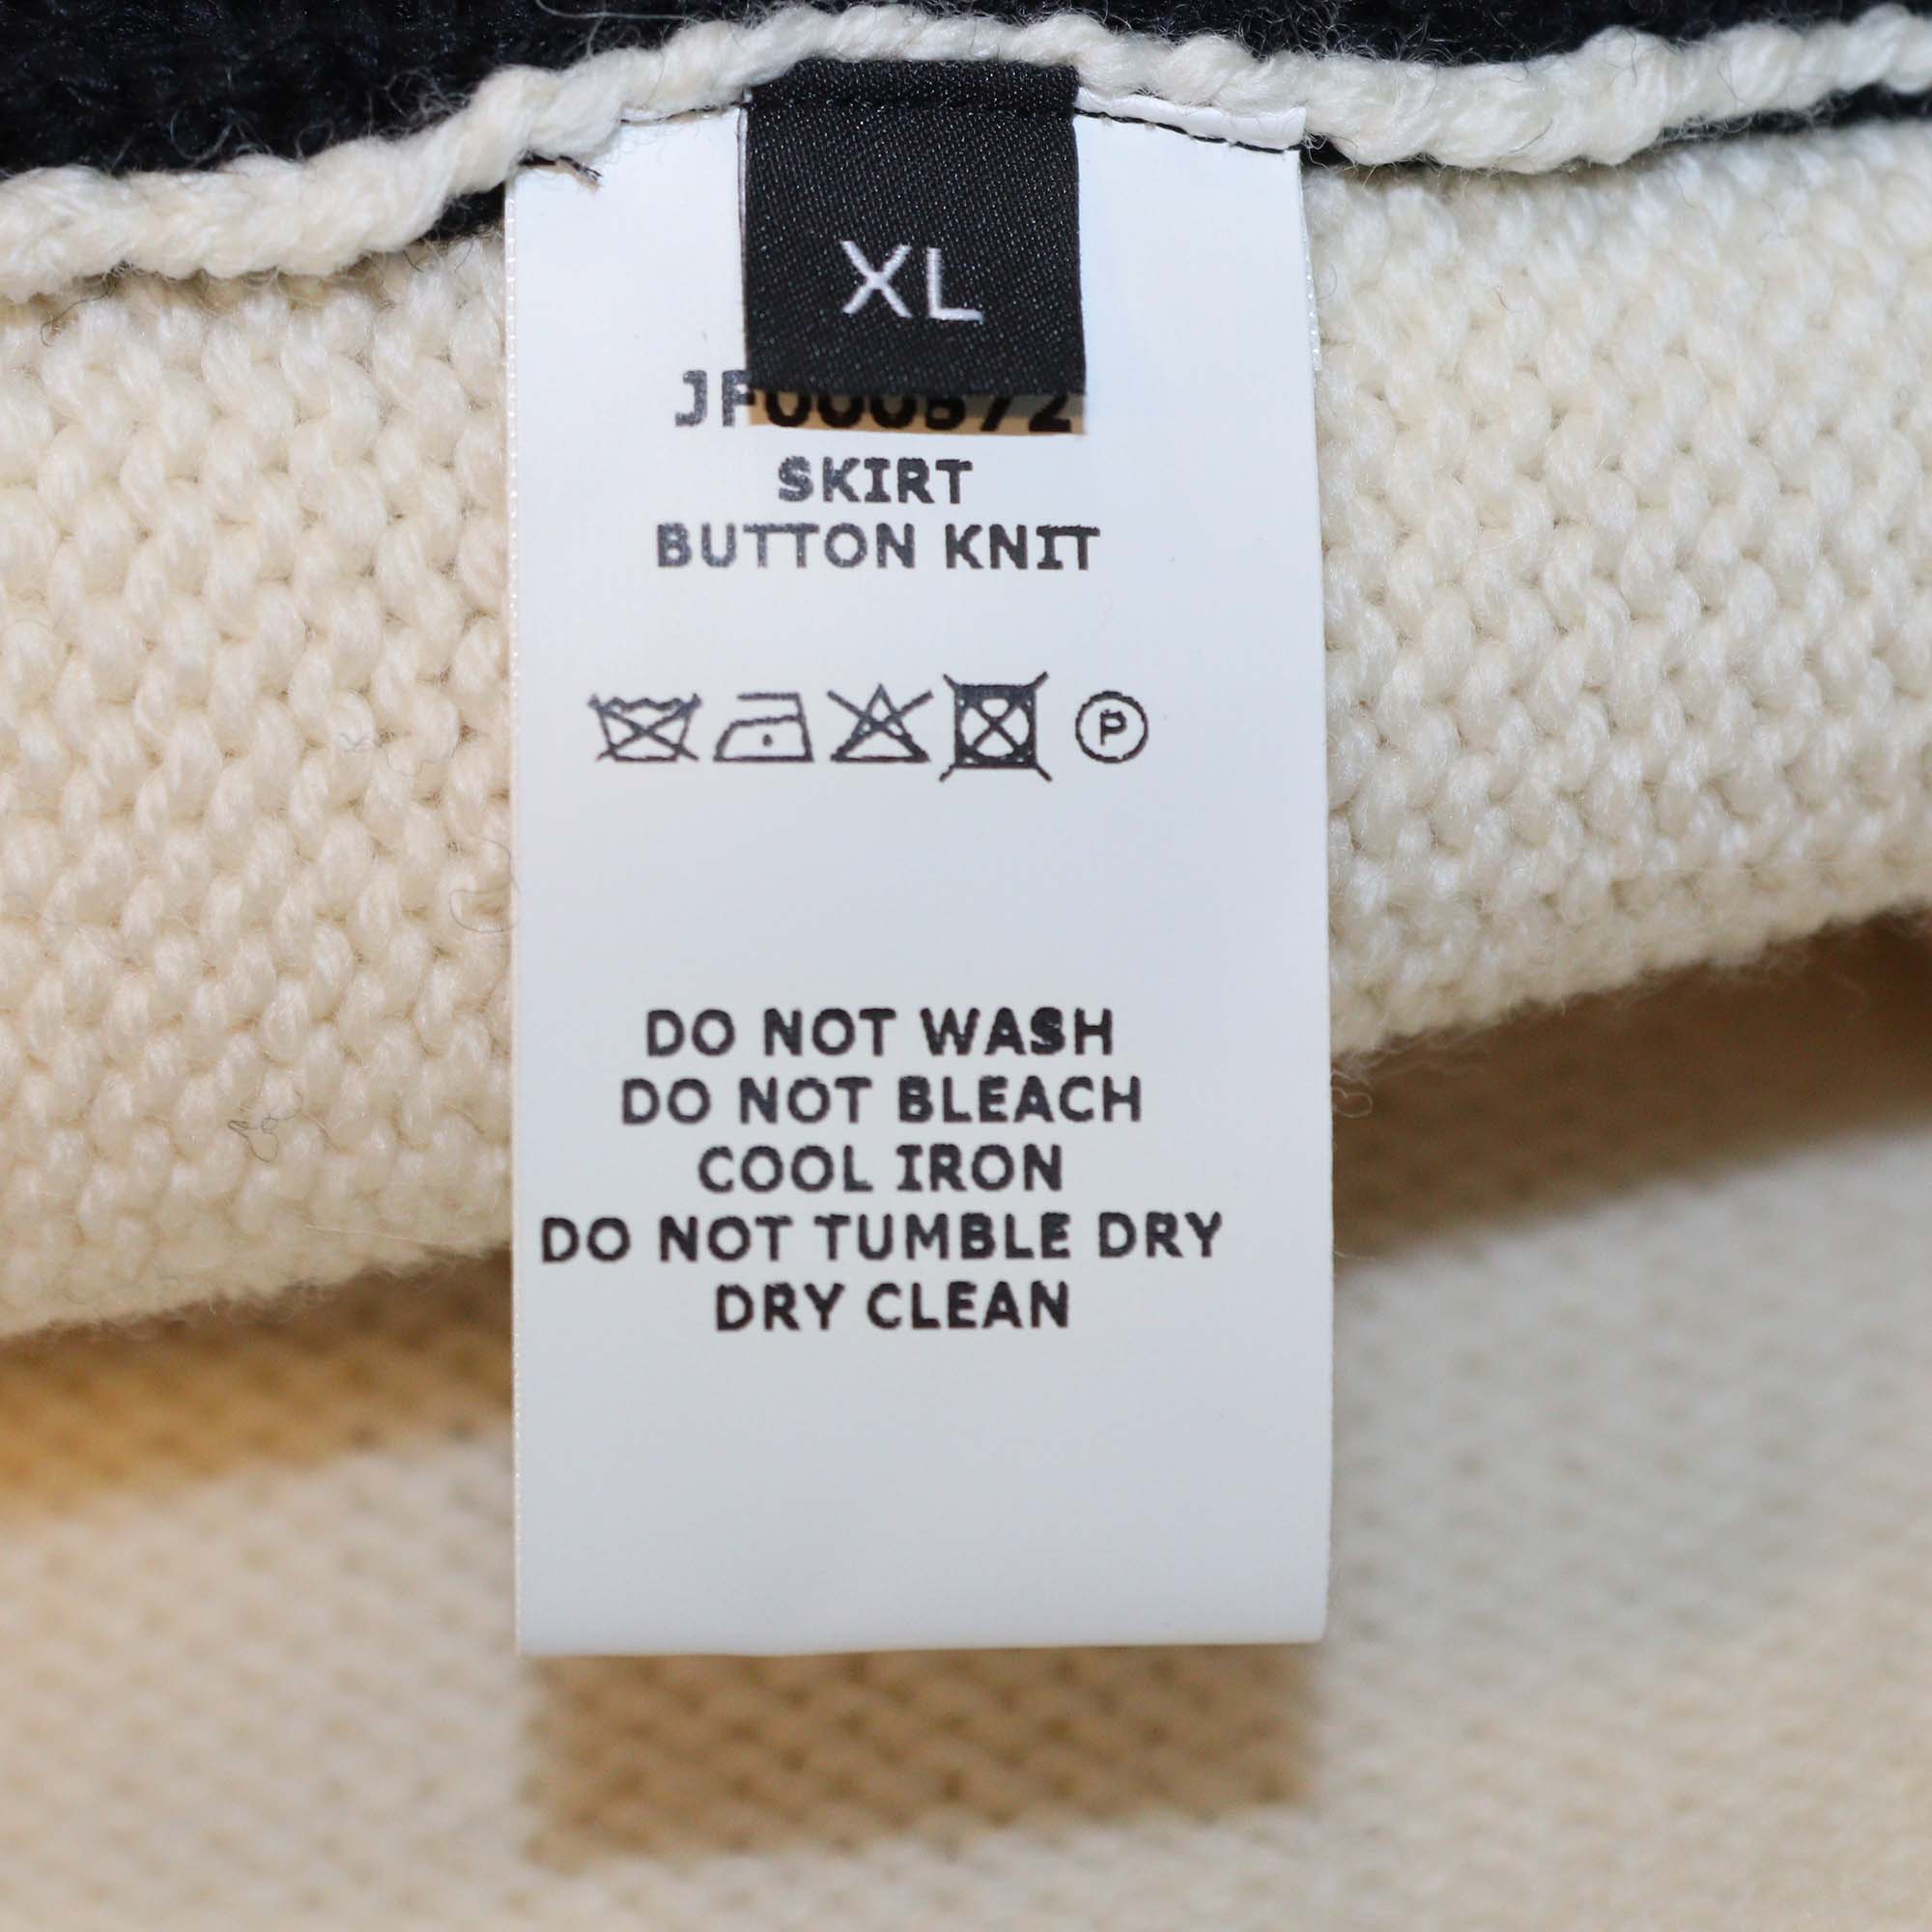 XL
SKIRT
BUTTON KNIT
P
DO NOT WASH
DO NOT BLEACH
COOL IRON
DO NOT TUMBLE DRY
DRY CLEAN